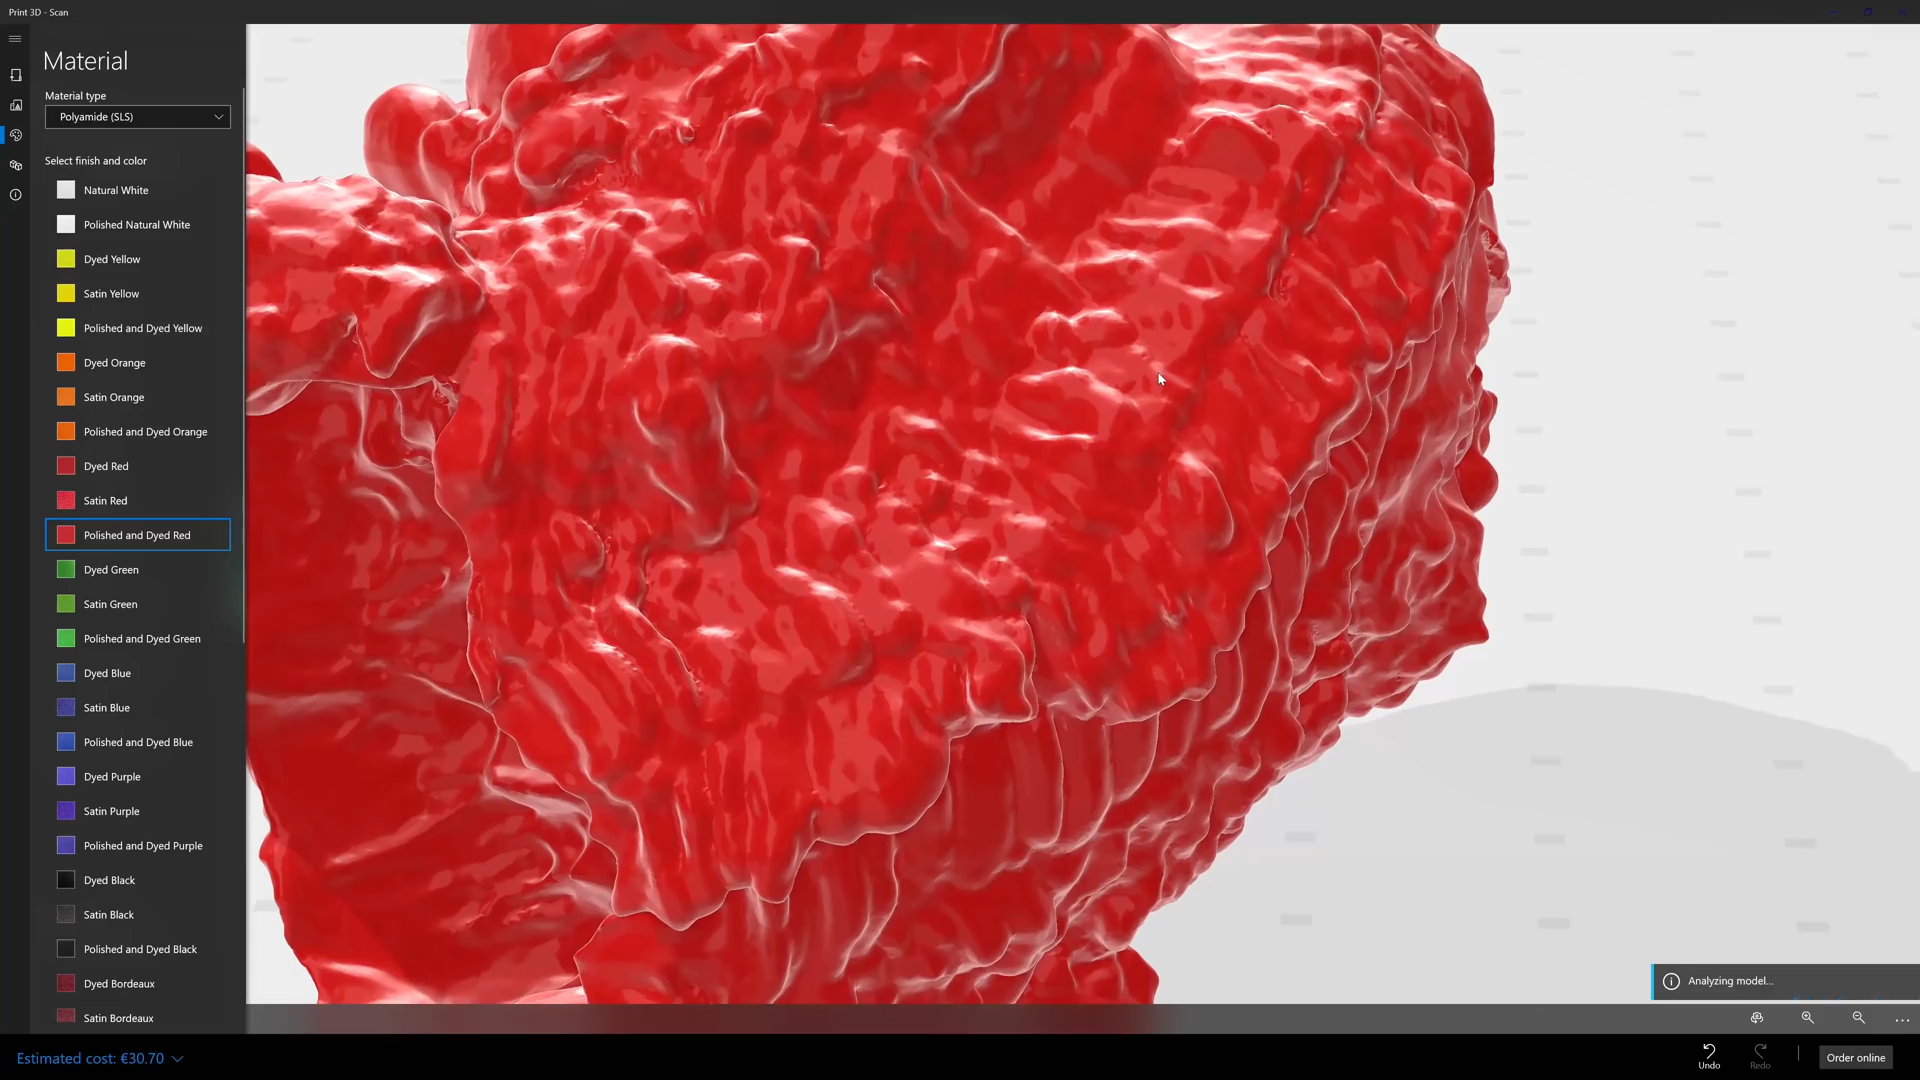 Print 3D - Scan
Material
Material type
Polyamide (SLS)
Select finish and color
Natural White
Polished Natural White
Dyed Yellow
Satin Yellow
Polished and Dyed Yellow
Dyed Orange
Satin Orange
Polished and Dyed Orange
Dyed Red
Satin Red
Polished and Dyed Red
Dyed Green
Satin Green
Polished and Dyed Green
Dyed Blue
Satin Blue
Polished and Dyed Blue
Dyed Purple
Satin Purple
Polished and Dyed Purple
Dyed Black
Satin Black
Polished and Dyed Black
Dyed Bordeaux
Satin Bordeaux
Analyzing model...
Estimated cost: €30.70
Undo
Redo
Order online